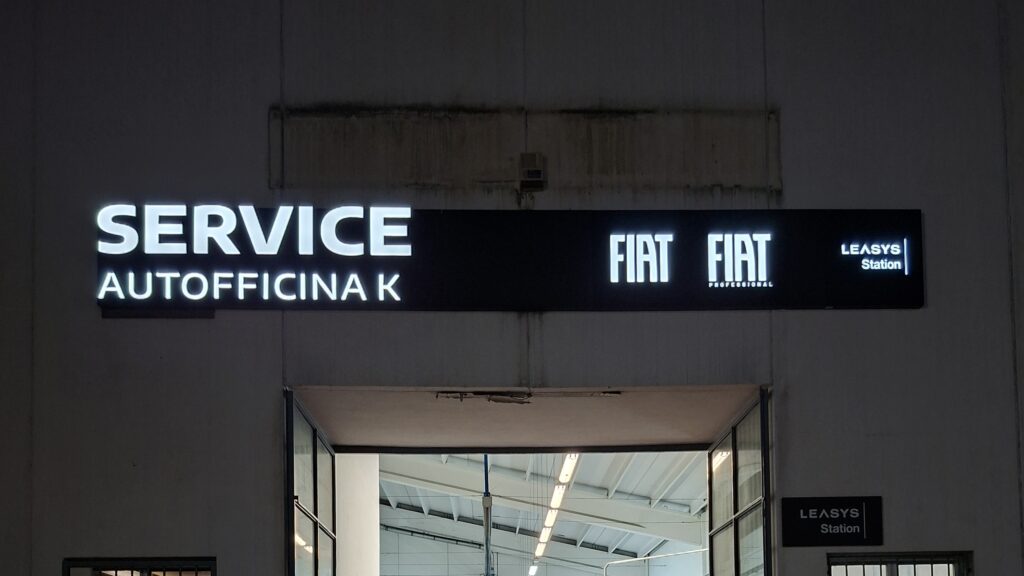 SERVICE
AUTOFFICINA K
FIAT
FIAT
PROFESSIONAL
LEASYS
Station
LEASYS
Station